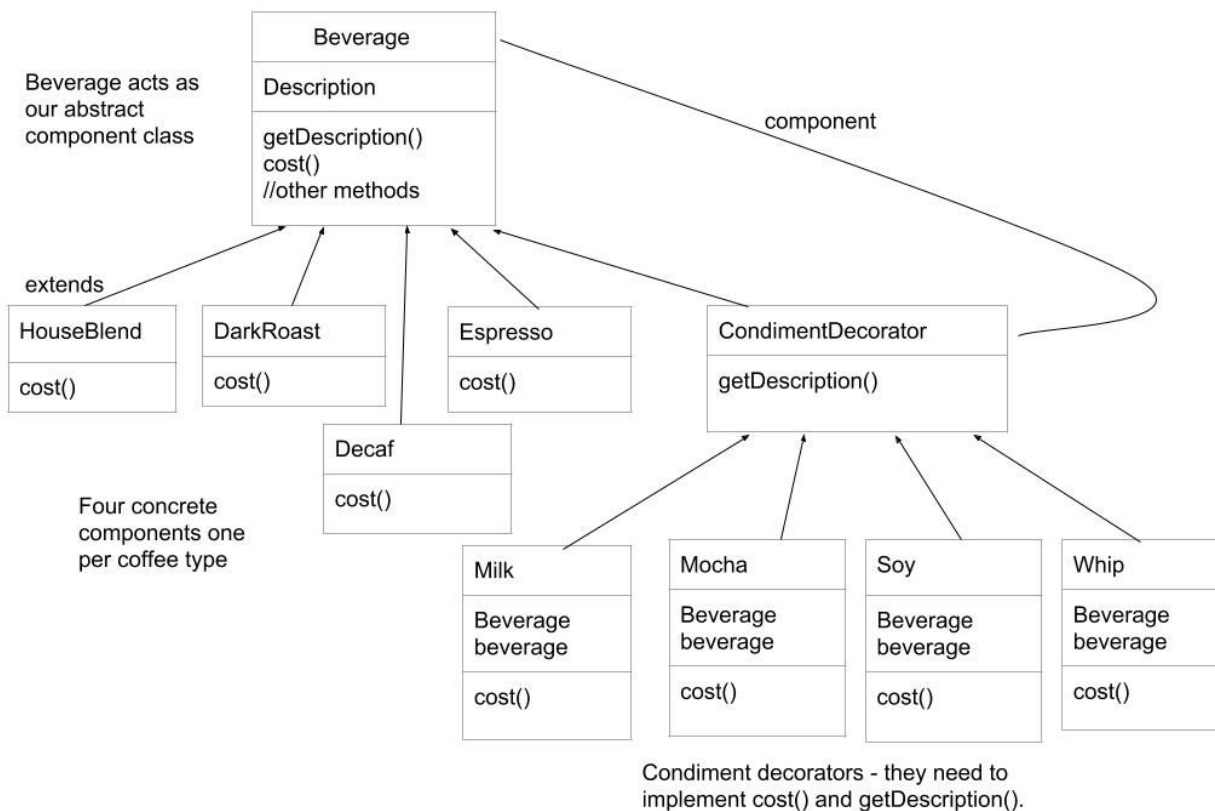 Beverage
Description
getDescription()
cost()
//other methods
Beverage acts as
our abstract
component class
component
extends
HouseBlend
cost()
DarkRoast
cost()
Espresso
cost()
CondimentDecorator
getDescription()
Decaf
cost()
Four concrete
components one
per coffee type
Milk
Beverage
beverage
cost()
Mocha
Beverage
beverage
cost()
Soy
Beverage
beverage
cost()
Whip
Beverage
beverage
cost()
Condiment decorators - they need to
implement cost() and getDescription().